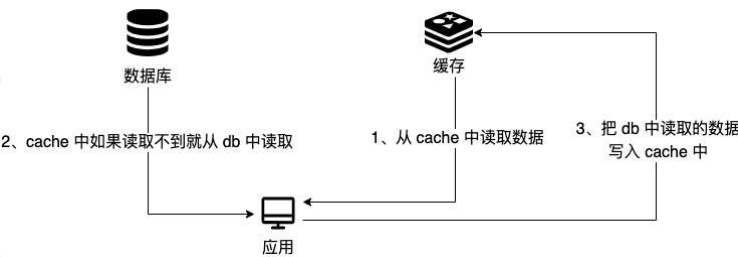 数据库
缓存
2、cache 中如果读取不到就从 db 中读取
1、从 cache 中读取数据
3、把 db 中读取的数据
写入 cache 中
应用